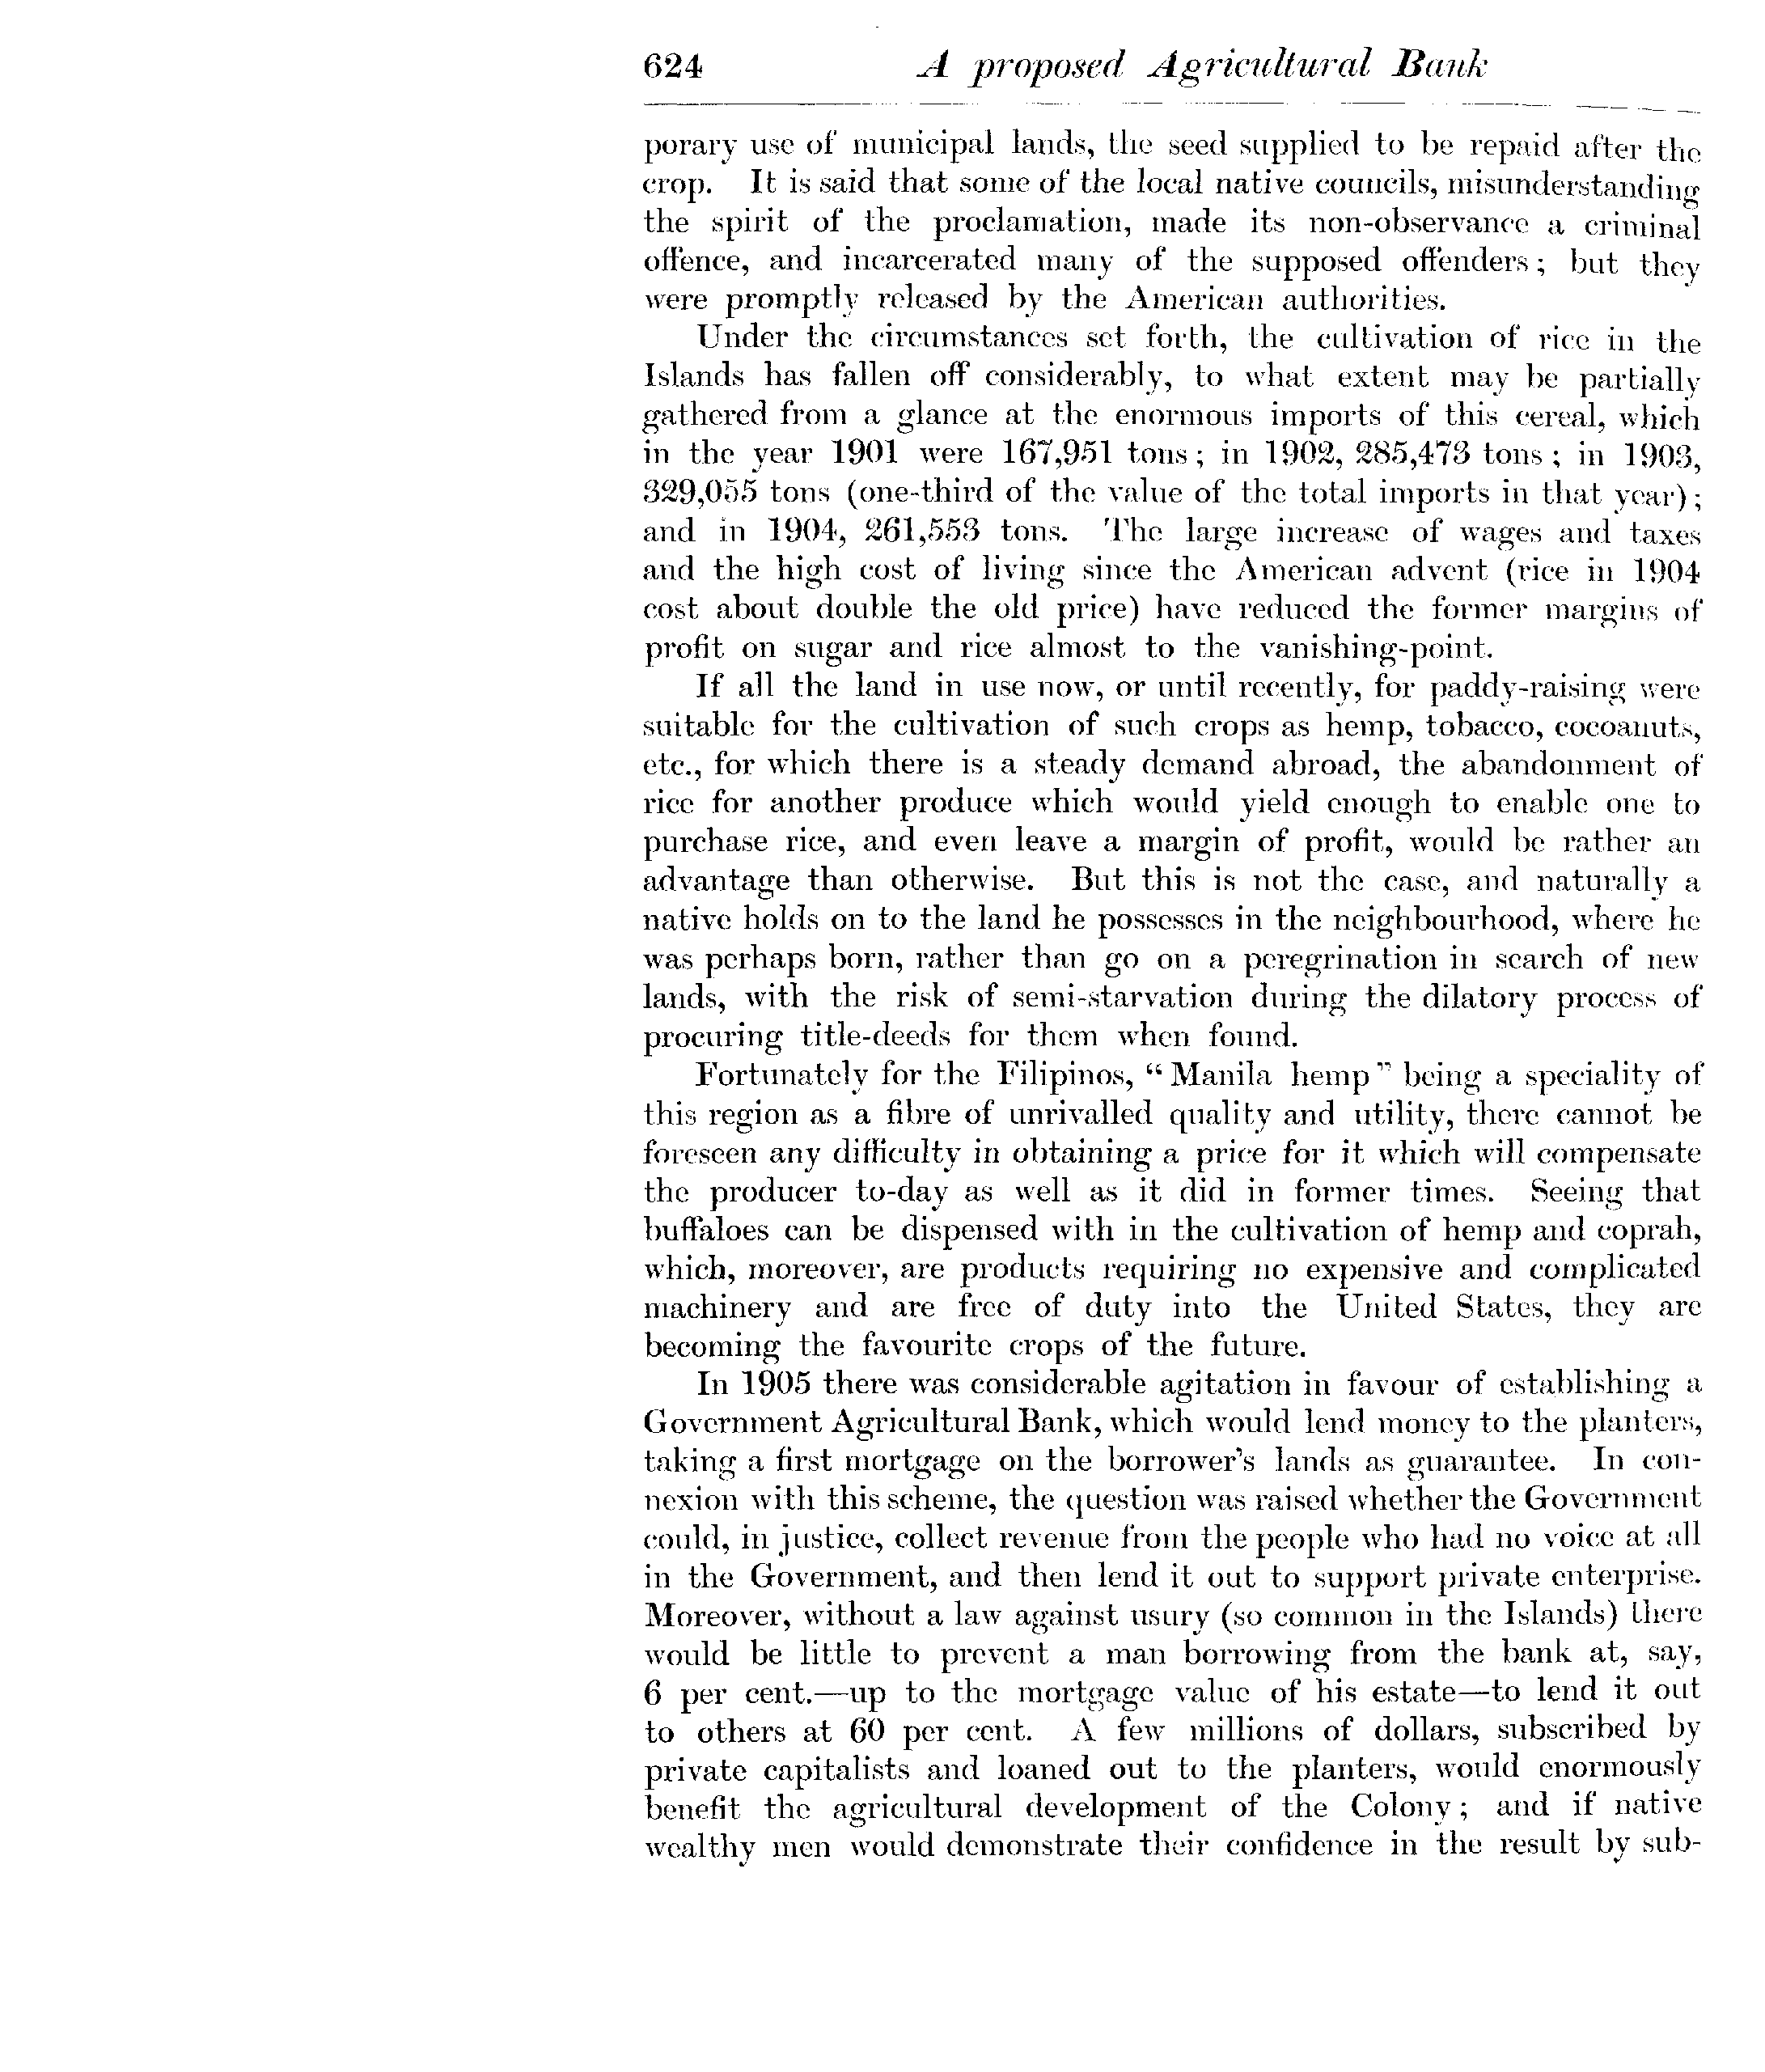 624 A proposed Agricultural Bank
porary use of municipal lands, the seed supplied to be repaid after the
crop. It is said that some of the local native councils, misunderstanding
the spirit of the proclamation, made its non-observance a criminal
offence, and incarcerated many of the supposed offenders; but they
were promptly released by the American authorities.
Under the circumstances set forth, the cultivation of rice in the
Islands has fallen off considerably, to what extent may be partially
gathered from a glance at the enormous imports of this cereal, which
in the year 1901 were 167,951 tons; in 1902, 285,473 tons; in 1903,
329,055 tons (one-third of the value of the total imports in that year);
and in 1904, 261,553 tons. The large increase of wages and taxes
and the high cost of living since the American advent (rice in 1904
cost about double the old price) have reduced the former margins of
profit on sugar and rice almost to the vanishing-point.
If all the land in use now, or until recently, for paddy-raising were
suitable for the cultivation of such crops as hemp, tobacco, cocoanuts,
etc., for which there is a steady demand abroad, the abandonment of
rice for another produce which would yield enough to enable one to
purchase rice, and even leave a margin of profit, would be rather an
advantage than otherwise. But this is not the case, and naturally a
native holds on to the land he possesses in the neighbourhood, where he
was perhaps born, rather than go on a peregrination in search of new
lands, with the risk of semi-starvation during the dilatory process of
procuring title-deeds for them when found.
Fortunately for the Filipinos, "Manila hemp" being a speciality of
this region as a fibre of unrivalled quality and utility, there cannot be
foreseen any difficulty in obtaining a price for it which will compensate
the producer to-day as well as it did in former times. Seeing that
buffaloes can be dispensed with in the cultivation of hemp and coprah,
which, moreover, are products requiring no expensive and complicated
machinery and are free of duty into the United States, they are
becoming the favourite crops of the future.
In 1905 there was considerable agitation in favour of establishing a
Government Agricultural Bank, which would lend money to the planters,
taking a first mortgage on the borrower's lands as guarantee. In con-
nexion with this scheme, the question was raised whether the Government
could, in justice, collect revenue from the people who had no voice at all
in the Government, and then lend it out to support private enterprise.
Moreover, without a law against usury (so common in the Islands) there
would be little to prevent a man borrowing from the bank at, say,
6 per cent.—up to the mortgage value of his estate—to lend it out
to others at 60 per cent. A few millions of dollars, subscribed by
private capitalists and loaned out to the planters, would enormously
benefit the agricultural development of the Colony; and if native
wealthy men would demonstrate their confidence in the result by sub-